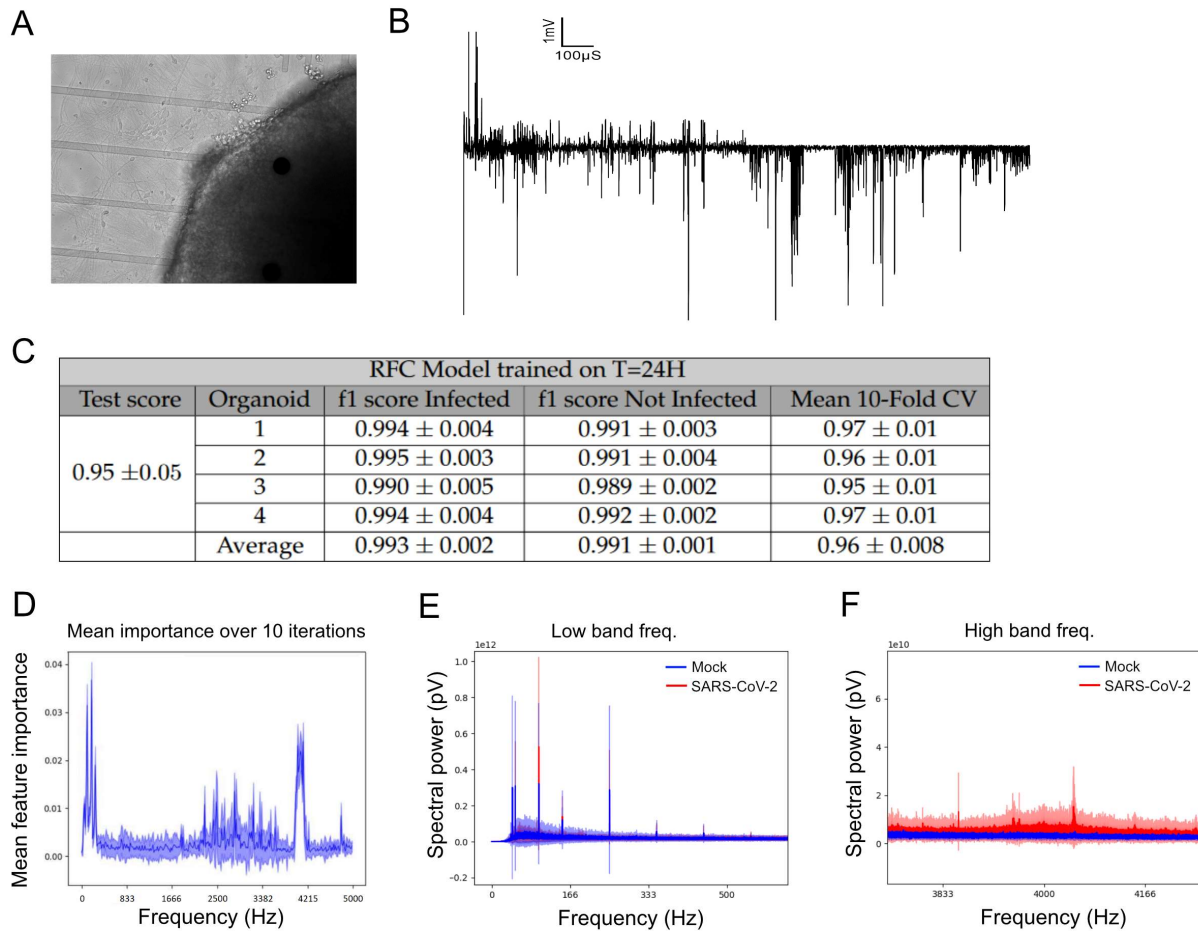 A
B
1mV
100µS
C
RFC Model trained on T=24H
Test score Organoid f1 score Infected f1 score Not Infected Mean 10-Fold CV
0.95 ±0.05
1 0.994 ± 0.004 0.991 ± 0.003 0.97 ± 0.01
2 0.995 ± 0.003 0.991 ± 0.004 0.96 ± 0.01
3 0.990 ± 0.005 0.989 ± 0.002 0.95 ± 0.01
4 0.994 ± 0.004 0.992 ± 0.002 0.97 ± 0.01
Average 0.993 ± 0.002 0.991 ± 0.001 0.96 ± 0.008
D
Mean importance over 10 iterations
Mean feature importance
0.04
0.03
0.02
0.01
0.00
0 833 1666 2499 3382 4215 5000
Frequency (Hz)
E
Low band freq.
1e12
Mock
SARS-CoV-2
Spectral power (pV)
1.0
0.8
0.6
0.4
0.2
0.0
−0.2
0 166 333 500
Frequency (Hz)
F
High band freq.
1e10
Mock
SARS-CoV-2
Spectral power (pV)
6
4
2
0
3833 4000 4166
Frequency (Hz)